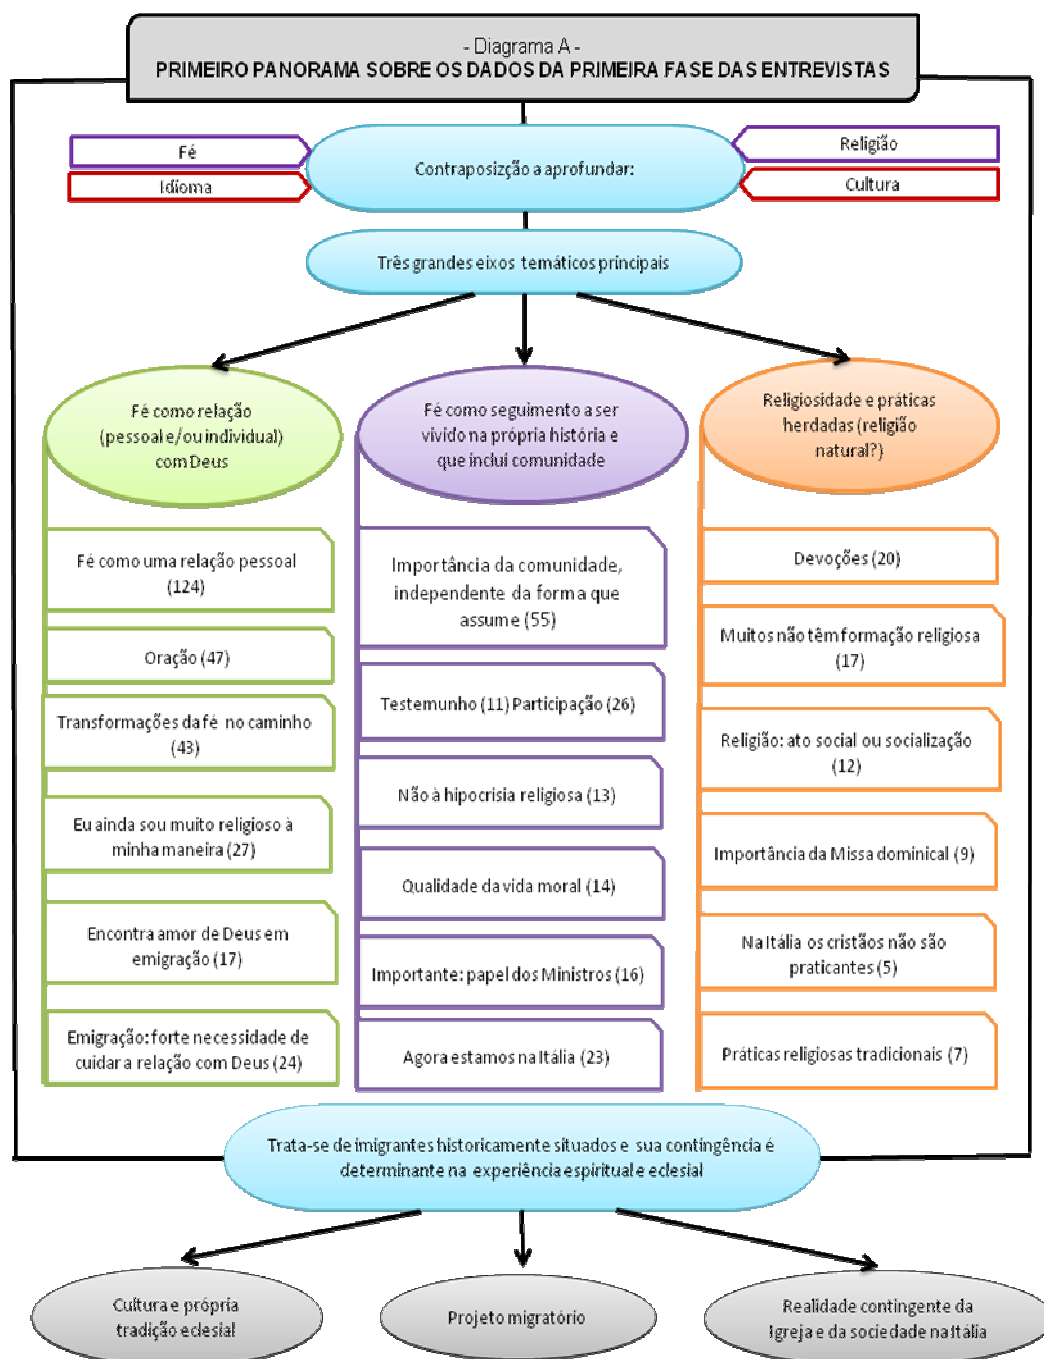 - Diagrama A -
PRIMEIRO PANORAMA SOBRE OS DADOS DA PRIMEIRA FASE DAS ENTREVISTAS
Fé
Idioma
Contraposizção a aprofundar:
Religião
Cultura
Três grandes eixos temáticos principais
Fé como relação
(pessoal e/ou individual)
com Deus
Fé como seguimento a ser
vivido na própria história e
que incluí comunidade
Religiosidade e práticas
herdadas (religião
natural?)
Fé como uma relação pessoal
(124)
Oração (47)
Transformações da fé no caminho
(43)
Eu ainda sou muito religioso à
minha maneira (27)
Encontra amor de Deus em
emigração (17)
Emigração: forte necessidade de
cuidar a relação com Deus (24)
Importância da comunidade,
independente da forma que
assume (55)
Testemunho (11) Participação (26)
Não à hipocrisia religiosa (13)
Qualidade da vida moral (14)
Importante: papel dos Ministros (16)
Agora estamos na Itália (23)
Devoções (20)
Muitos não têm formação religiosa
(17)
Religião: ato social ou socialização
(12)
Importância da Missa dominical (9)
Na Itália os cristãos não são
praticantes (5)
Práticas religiosas tradicionais (7)
Trata-se de imigrantes historicamente situados e sua contingência é
determinante na experiência espiritual e eclesial
Cultura e própria
tradição eclesial
Projeto migratório
Realidade contingente da
Igreja e da sociedade na Itália